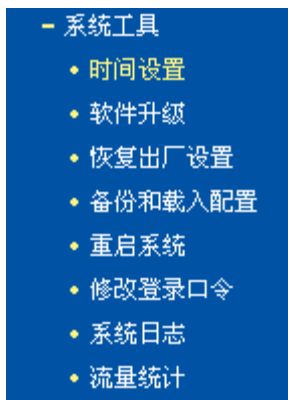 - 系统工具
• 时间设置
• 软件升级
• 恢复出厂设置
• 备份和载入配置
• 重启系统
• 修改登录口令
• 系统日志
• 流量统计